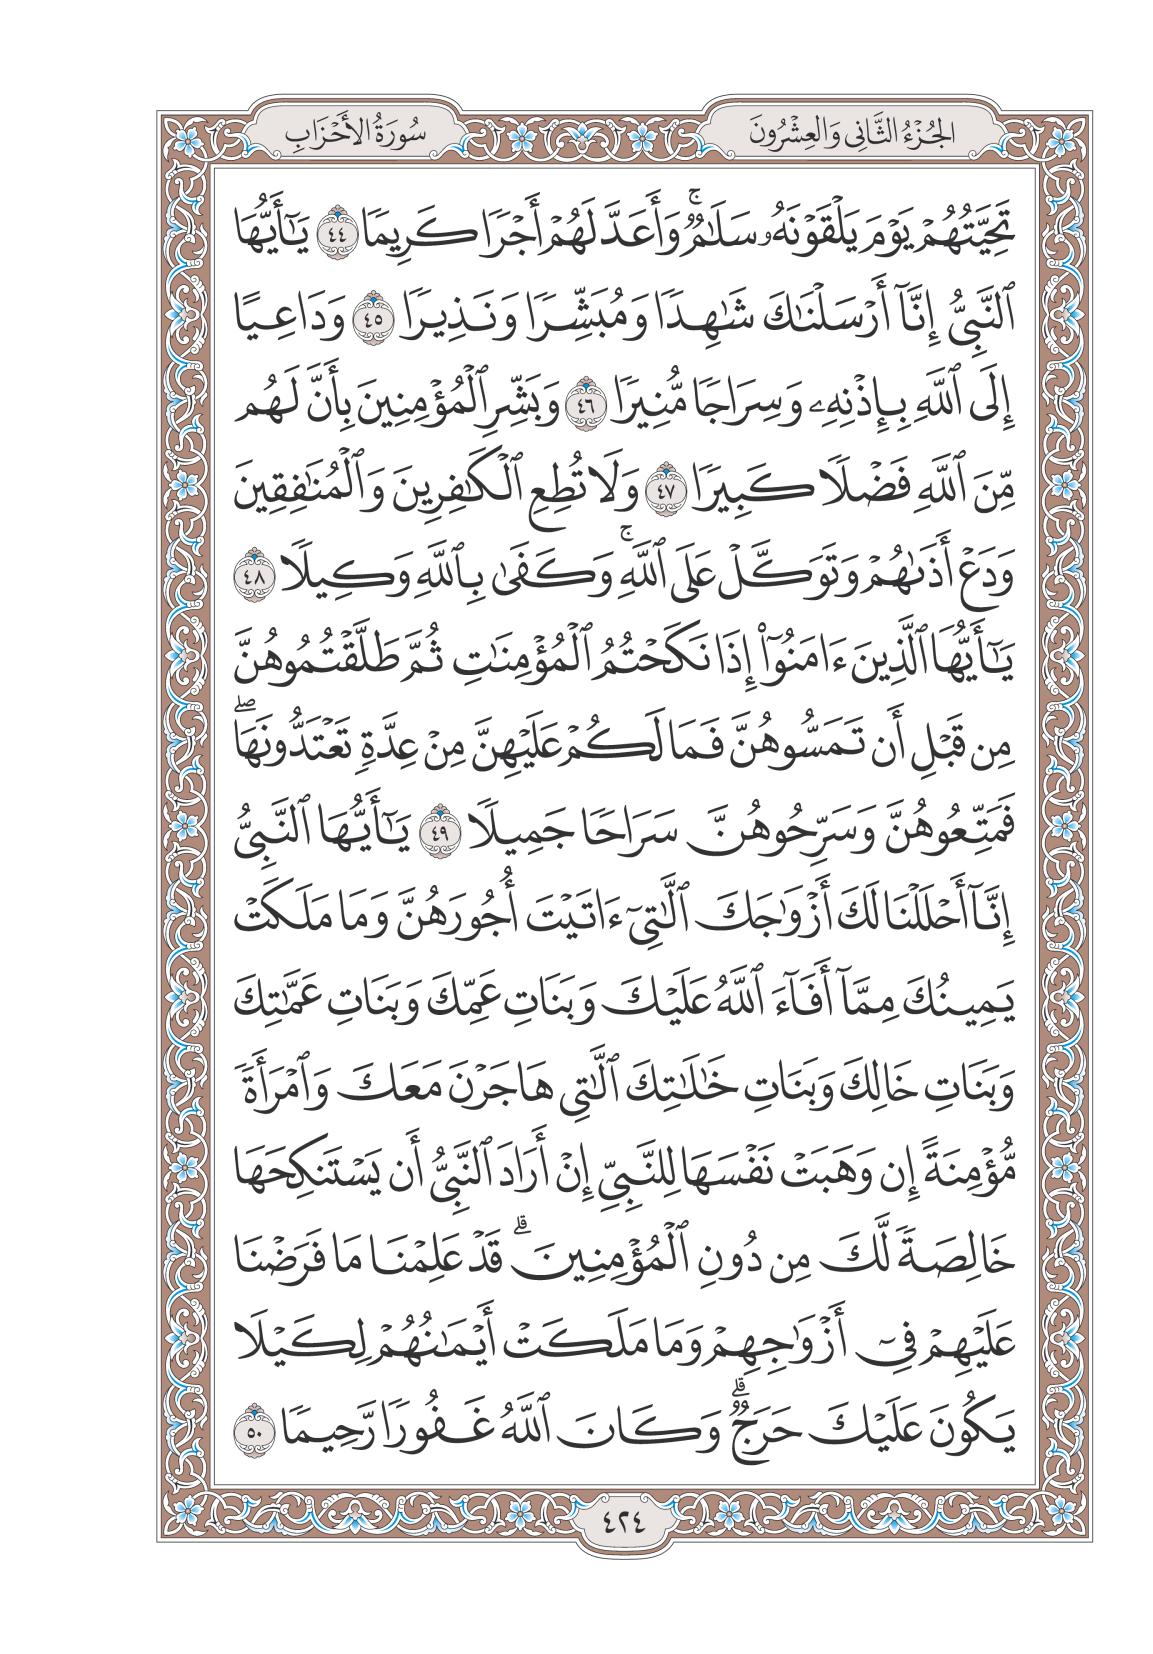 الجُزْءُ الثَّانِي وَالعِشْرُونَ
سُورَةُ الأَحْزَابِ
تَحِيَّتُهُمْ يَوْمَ يَلْقَوْنَهُۥ سَلَٰمٌۚ وَأَعَدَّ لَهُمْ أَجْرًا كَرِيمًا ٤٤ يَٰٓأَيُّهَا
ٱلنَّبِيُّ إِنَّآ أَرْسَلْنَٰكَ شَٰهِدًا وَمُبَشِّرًا وَنَذِيرًا ٤٥ وَدَاعِيًا
إِلَى ٱللَّهِ بِإِذْنِهِۦ وَسِرَاجًا مُّنِيرًا ٤٦ وَبَشِّرِ ٱلْمُؤْمِنِينَ بِأَنَّ لَهُم
مِّنَ ٱللَّهِ فَضْلًا كَبِيرًا ٤٧ وَلَا تُطِعِ ٱلْكَٰفِرِينَ وَٱلْمُنَٰفِقِينَ
وَدَعْ أَذَىٰهُمْ وَتَوَكَّلْ عَلَى ٱللَّهِۚ وَكَفَىٰ بِٱللَّهِ وَكِيلًا ٤٨
يَٰٓأَيُّهَا ٱلَّذِينَ ءَامَنُوٓا۟ إِذَا نَكَحْتُمُ ٱلْمُؤْمِنَٰتِ ثُمَّ طَلَّقْتُمُوهُنَّ
مِن قَبْلِ أَن تَمَسُّوهُنَّ فَمَا لَكُمْ عَلَيْهِنَّ مِنْ عِدَّةٍ تَعْتَدُّونَهَاۖ
فَمَتِّعُوهُنَّ وَسَرِّحُوهُنَّ سَرَاحًا جَمِيلًا ٤٩ يَٰٓأَيُّهَا ٱلنَّبِيُّ
إِنَّآ أَحْلَلْنَا لَكَ أَزْوَٰجَكَ ٱلَّٰتِيٓ ءَاتَيْتَ أُجُورَهُنَّ وَمَا مَلَكَتْ
يَمِينُكَ مِمَّآ أَفَآءَ ٱللَّهُ عَلَيْكَ وَبَنَاتِ عَمِّكَ وَبَنَاتِ عَمَّٰتِكَ
وَبَنَاتِ خَالِكَ وَبَنَاتِ خَٰلَٰتِكَ ٱلَّٰتِي هَاجَرْنَ مَعَكَ وَٱمْرَأَةً
مُّؤْمِنَةً إِن وَهَبَتْ نَفْسَهَا لِلنَّبِيِّ إِنْ أَرَادَ ٱلنَّبِيُّ أَن يَسْتَنكِحَهَا
خَالِصَةً لَّكَ مِن دُونِ ٱلْمُؤْمِنِينَۗ قَدْ عَلِمْنَا مَا فَرَضْنَا
عَلَيْهِمْ فِيٓ أَزْوَٰجِهِمْ وَمَا مَلَكَتْ أَيْمَٰنُهُمْ لِكَيْلَا
يَكُونَ عَلَيْكَ حَرَجٌۗ وَكَانَ ٱللَّهُ غَفُورًا رَّحِيمًا ٥٠
٤٢٤